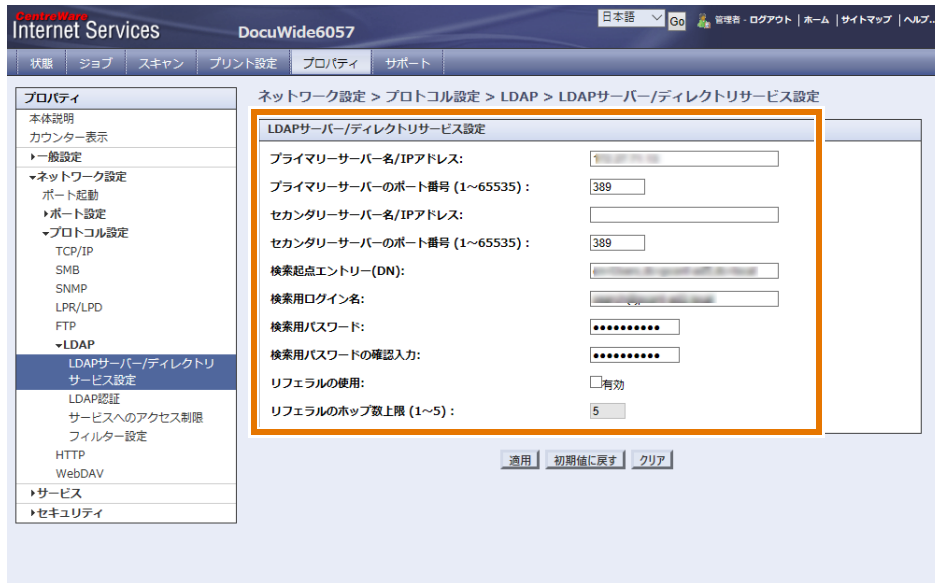 CentreWare
Internet Services
DocuWide6057
日本語
Go
管理者 - ログアウト | ホーム | サイトマップ | ヘルプ...
状態 ジョブ スキャン プリント設定 プロパティ サポート
プロパティ
本体説明
カウンター表示
一般設定
ネットワーク設定
ポート起動
ポート設定
プロトコル設定
TCP/IP
SMB
SNMP
LPR/LPD
FTP
LDAP
LDAPサーバー/ディレクトリ
サービス設定
LDAP認証
サービスへのアクセス制限
フィルター設定
HTTP
WebDAV
サービス
セキュリティ
ネットワーク設定 > プロトコル設定 > LDAP > LDAPサーバー/ディレクトリサービス設定
LDAPサーバー/ディレクトリサービス設定
プライマリーサーバー名/IPアドレス:
プライマリーサーバーのポート番号 (1~65535) : 389
セカンダリーサーバー名/IPアドレス:
セカンダリーサーバーのポート番号 (1~65535) : 389
検索起点エントリー(DN):
検索用ログイン名:
検索用パスワード: ●●●●●●●●●●
検索用パスワードの確認入力: ●●●●●●●●●●
リフェラルの使用: 有効
リフェラルのホップ数上限 (1~5) : 5
適用 初期値に戻す クリア